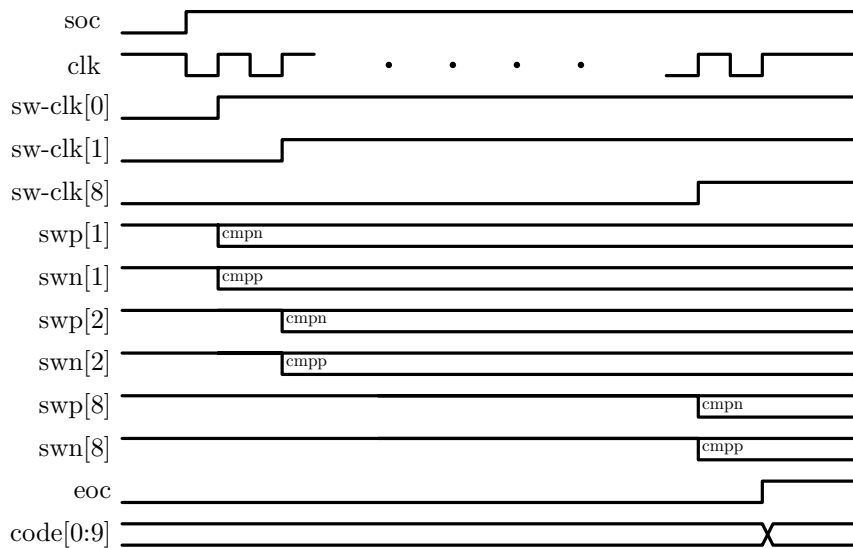 soc
clk
sw-clk[0]
sw-clk[1]
sw-clk[8]
swp[1]
cmpn
swn[1]
cmpp
swp[2]
cmpn
swn[2]
cmpp
swp[8]
cmpn
swn[8]
cmpp
eoc
code[0:9]